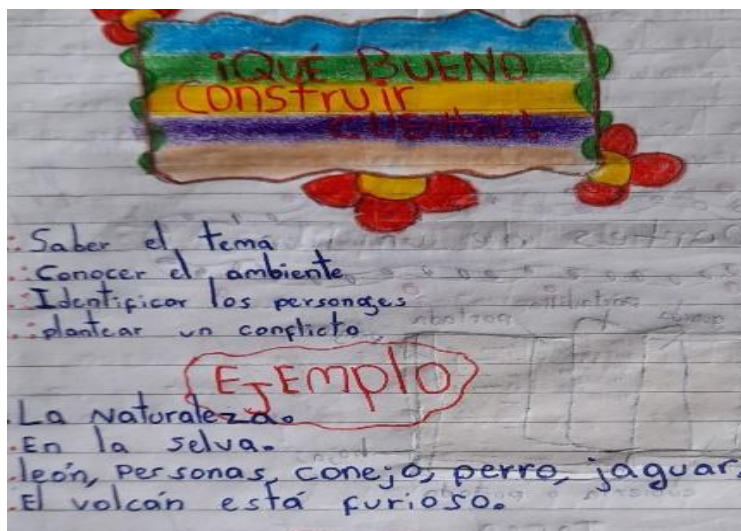 ¡QUÉ BUENO
Construir
cuentos!
Saber el tema
Conocer el ambiente
Identificar los personajes
plantear un conflicto
EJEMPlo
La Naturaleza.
En la selva.
león, personas, conejo, perro, jaguar.
El volcán está furioso.